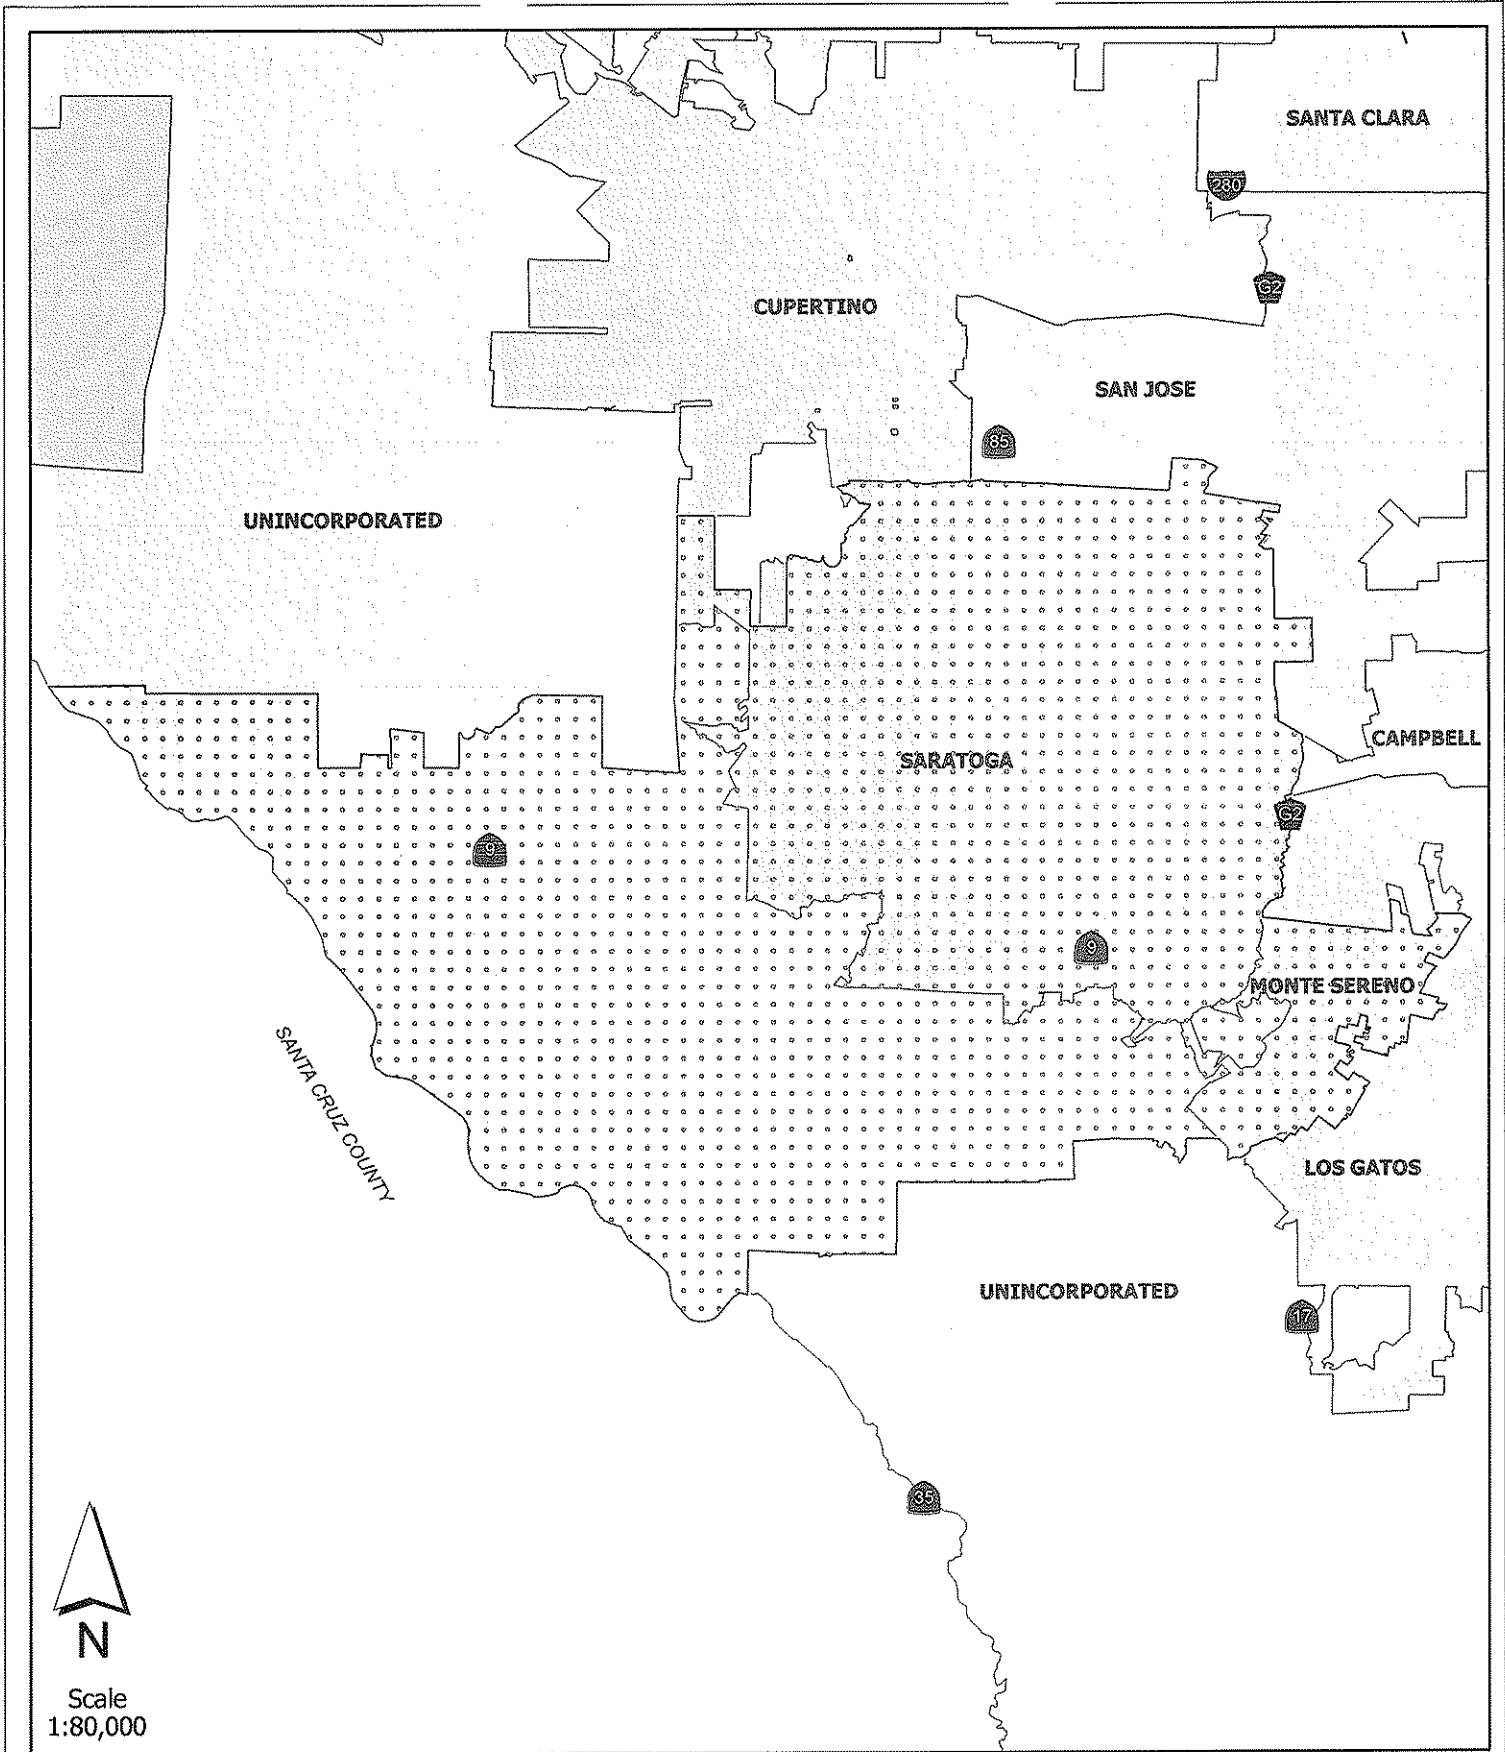 SANTA CLARA
280
G2
CUPERTINO
SAN JOSE
85
UNINCORPORATED
CAMPBELL
SARATOGA
G2
9
9
MONTE SERENO
SANTA CRUZ COUNTY
LOS GATOS
UNINCORPORATED
17
35
N
Scale
1:80,000